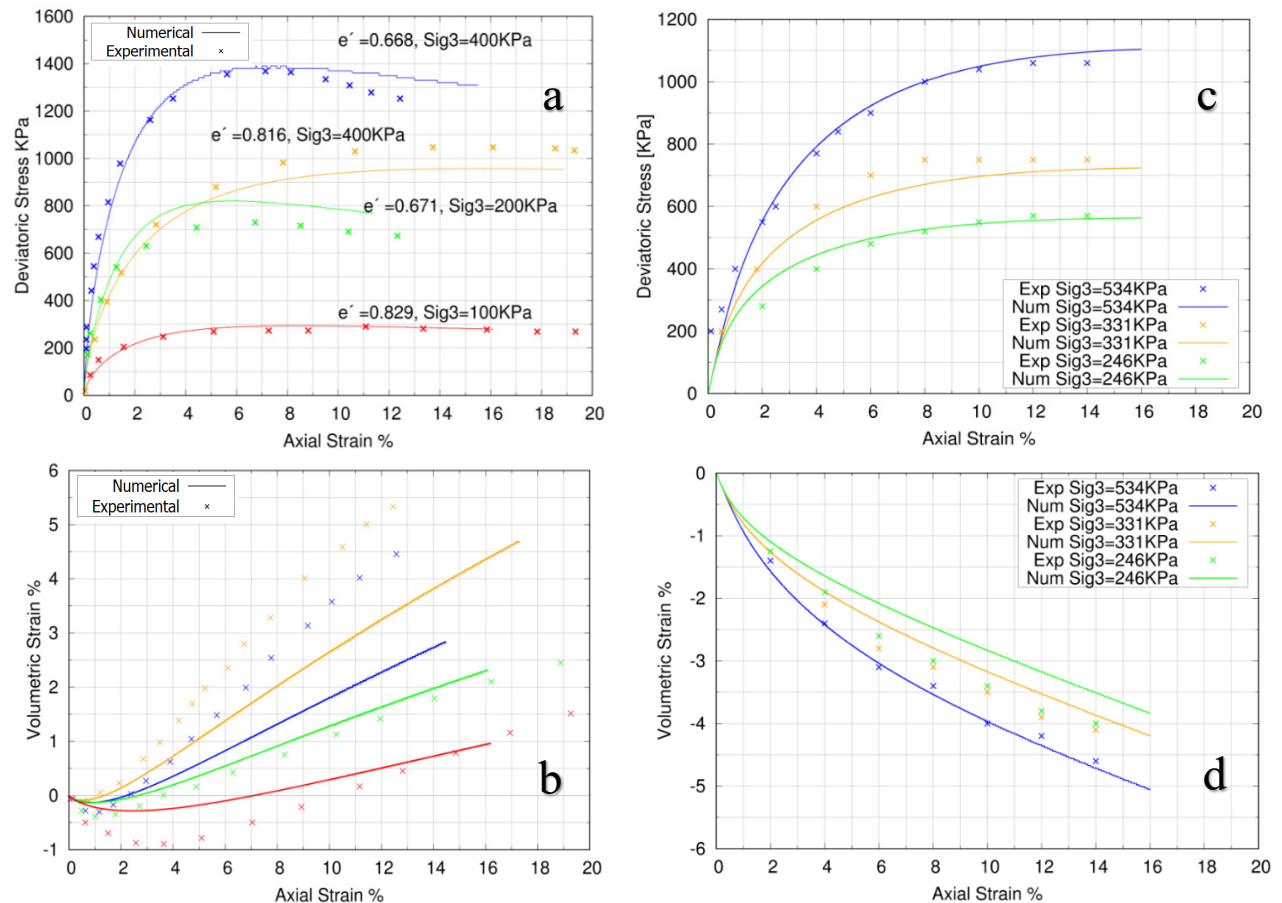 Numerical
Experimental
e´ =0.668, Sig3=400KPa
a
e´ =0.816, Sig3=400KPa
e´ =0.671, Sig3=200KPa
e´ =0.829, Sig3=100KPa
1600
1400
1200
1000
800
600
400
200
0
Deviatoric Stress KPa
0 2 4 6 8 10 12 14 16 18 20
Axial Strain %
c
1200
1000
800
600
400
200
0
Deviatoric Stress [KPa]
Exp Sig3=534KPa
Num Sig3=534KPa
Exp Sig3=331KPa
Num Sig3=331KPa
Exp Sig3=246KPa
Num Sig3=246KPa
0 2 4 6 8 10 12 14 16 18 20
Axial Strain %
Numerical
Experimental
b
6
5
4
3
2
1
0
-1
Volumetric Strain %
0 2 4 6 8 10 12 14 16 18 20
Axial Strain %
Exp Sig3=534KPa
Num Sig3=534KPa
Exp Sig3=331KPa
Num Sig3=331KPa
Exp Sig3=246KPa
Num Sig3=246KPa
d
0
-1
-2
-3
-4
-5
-6
Volumetric Strain %
0 2 4 6 8 10 12 14 16 18 20
Axial Strain %